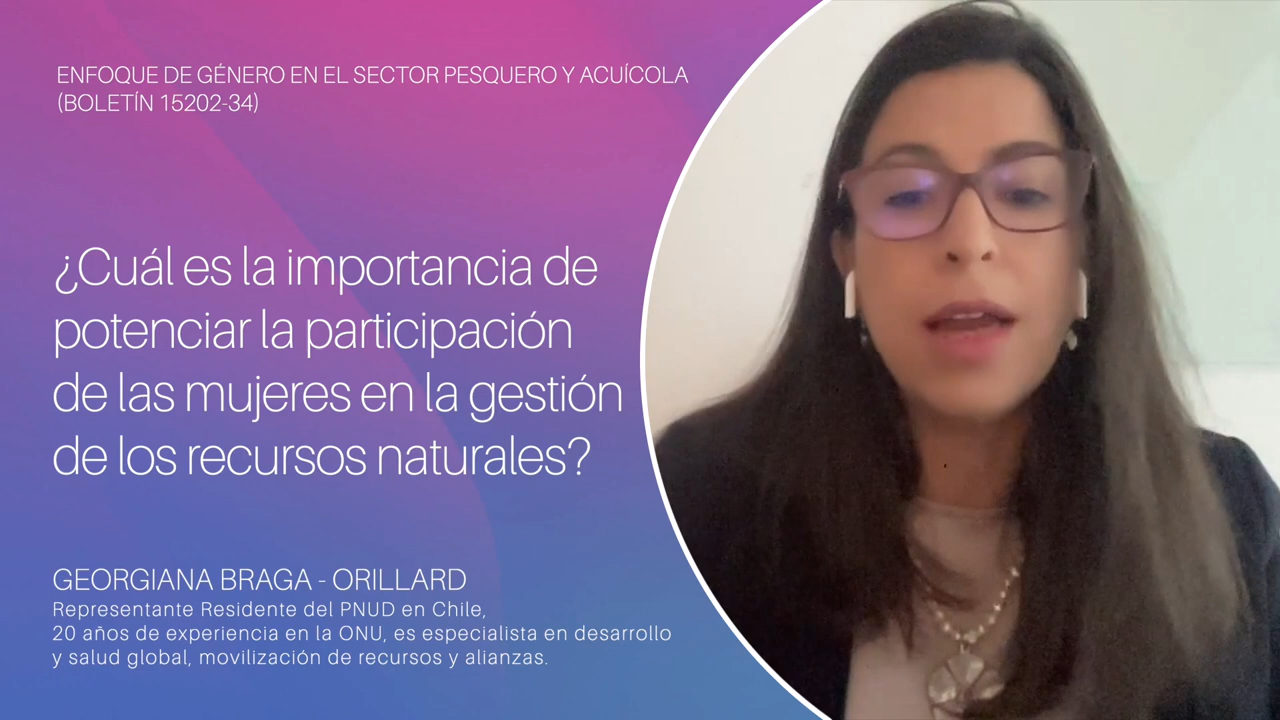 ENFOQUE DE GÉNERO EN EL SECTOR PESQUERO Y ACUÍCOLA
(BOLETÍN 15202-34)
¿Cuál es la importancia de
potenciar la participación
de las mujeres en la gestión
de los recursos naturales?
GEORGIANA BRAGA - ORILLARD
Representante Residente del PNUD en Chile,
20 años de experiencia en la ONU, es especialista en desarrollo
y salud global, movilización de recursos y alianzas.